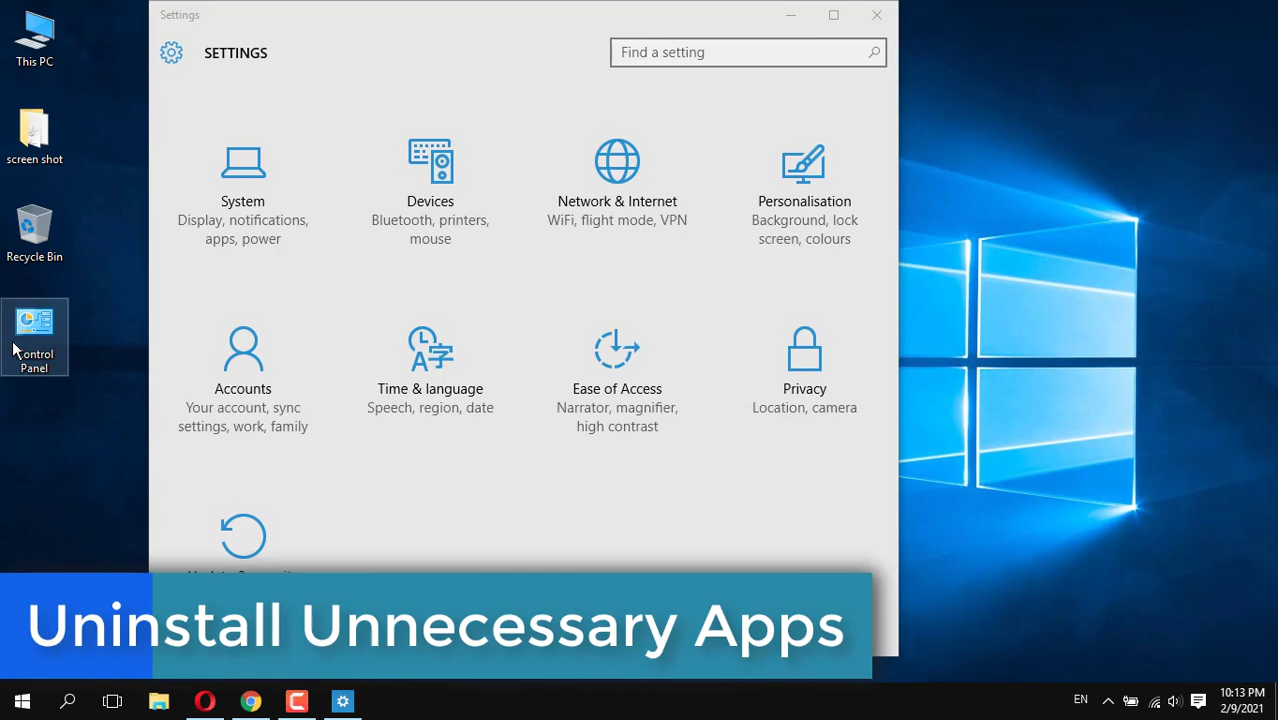 This PC
screen shot
Recycle Bin
Control
Panel
Settings
SETTINGS
Find a setting
System
Display, notifications,
apps, power
Devices
Bluetooth, printers,
mouse
Network & Internet
WiFi, flight mode, VPN
Personalisation
Background, lock
screen, colours
Accounts
Your account, sync
settings, work, family
Time & language
Speech, region, date
Ease of Access
Narrator, magnifier,
high contrast
Privacy
Location, camera
Uninstall Unnecessary Apps
EN
10:13 PM
2/9/2021